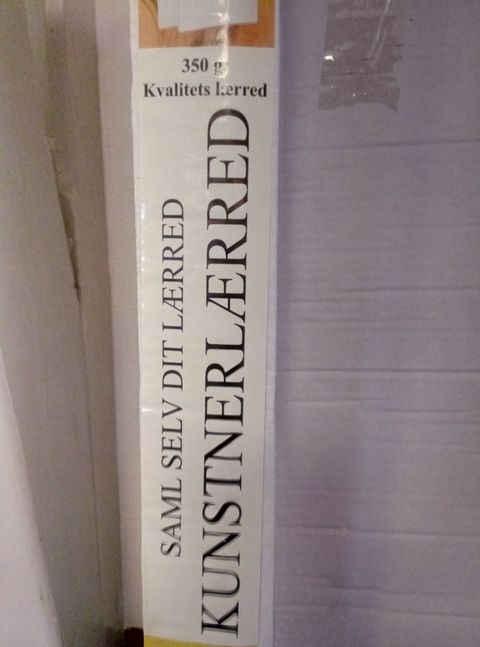 350 g
Kvalitets lærred
SAML SELV DIT LÆRRED
KUNSTNERLÆRRED